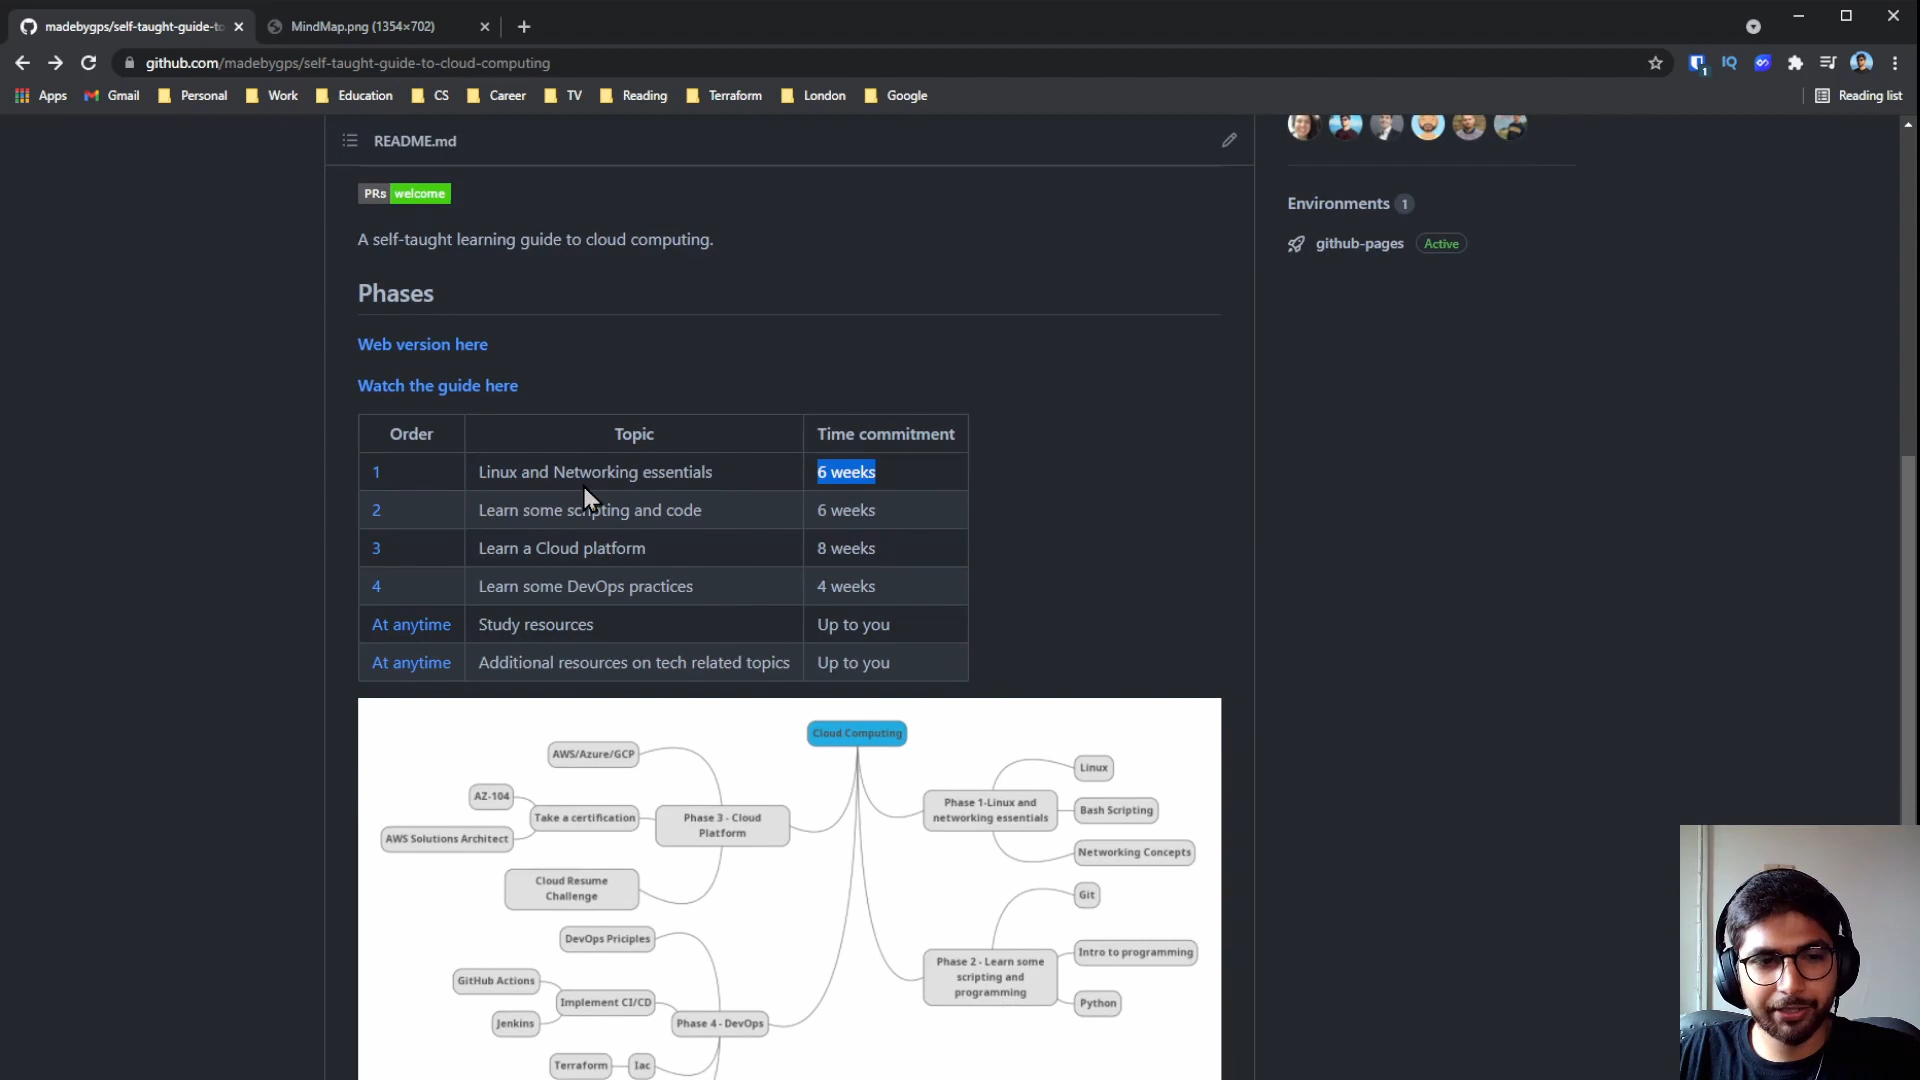 madebygps/self-taught-guide-to
MindMap.png (1354×702)
github.com/madebygps/self-taught-guide-to-cloud-computing
1
IQ
Apps
Gmail
Personal
Work
Education
CS
Career
TV
Reading
Terraform
London
Google
Reading list
README.md
PRs welcome
A self-taught learning guide to cloud computing.
Phases
Web version here
Watch the guide here
Order Topic Time commitment
1 Linux and Networking essentials 6 weeks
2 Learn some scripting and code 6 weeks
3 Learn a Cloud platform 8 weeks
4 Learn some DevOps practices 4 weeks
At anytime Study resources Up to you
At anytime Additional resources on tech related topics Up to you
Environments 1
github-pages Active
Cloud Computing
AWS/Azure/GCP
AZ-104
Take a certification
AWS Solutions Architect
Phase 3 - Cloud
Platform
Cloud Resume
Challenge
DevOps Priciples
GitHub Actions
Implement CI/CD
Jenkins
Phase 4 - DevOps
Terraform
Iac
Phase 1-Linux and
networking essentials
Linux
Bash Scripting
Networking Concepts
Git
Phase 2 - Learn some
scripting and
programming
Intro to programming
Python